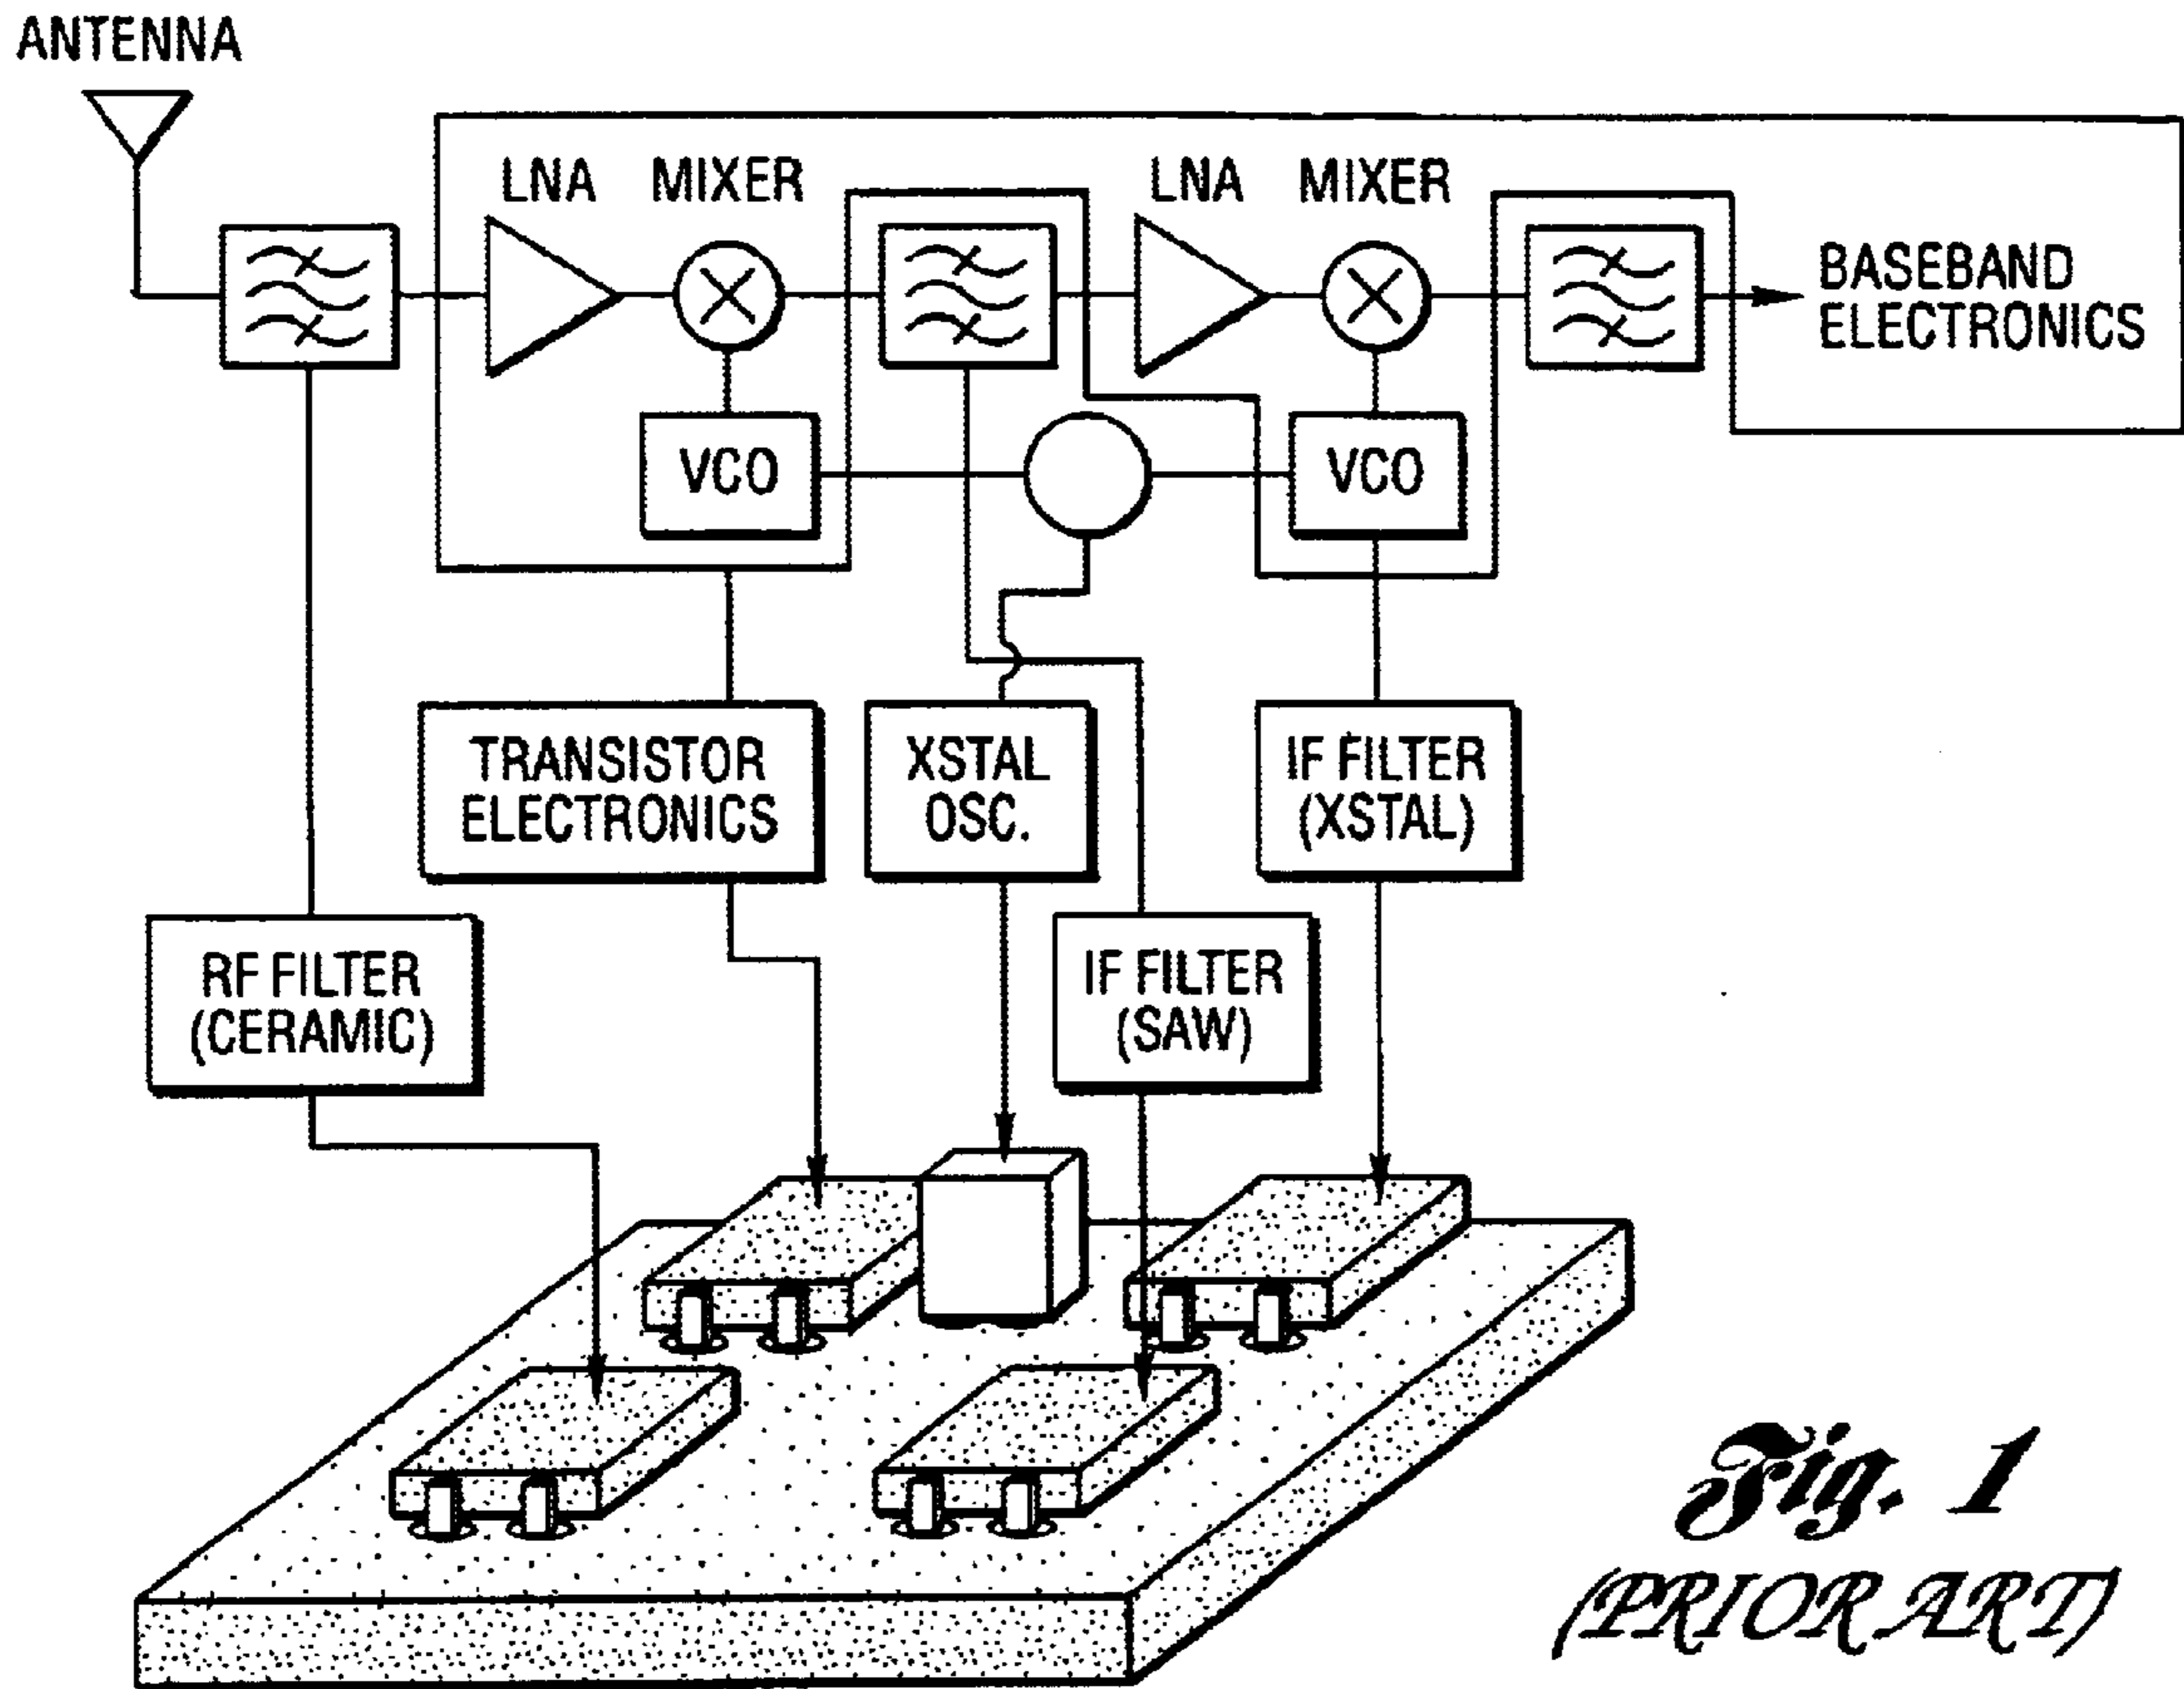 ANTENNA
LNA
MIXER
LNA
MIXER
BASEBAND
ELECTRONICS
VCO
VCO
TRANSISTOR
ELECTRONICS
XSTAL
OSC.
IF FILTER
(XSTAL)
RF FILTER
(CERAMIC)
IF FILTER
(SAW)
Fig. 1
(PRIOR ART)